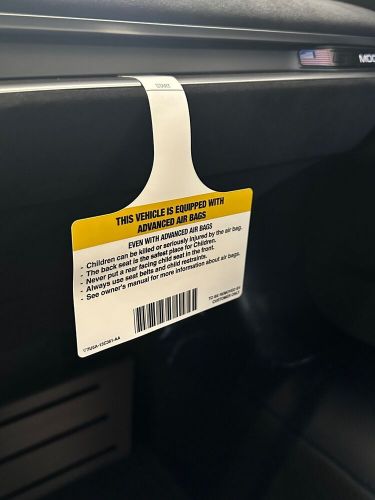 START
MOO
THIS VEHICLE IS EQUIPPED WITH
ADVANCED AIR BAGS
EVEN WITH ADVANCED AIR BAGS
· Children can be killed or seriously injured by the air bag.
· The back seat is the safest place for Children.
· Never put a rear facing child seat in the front.
· Always use seat belts and child restraints.
· See owner's manual for more information about air bags.
TO BE REMOVED BY
CUSTOMER ONLY